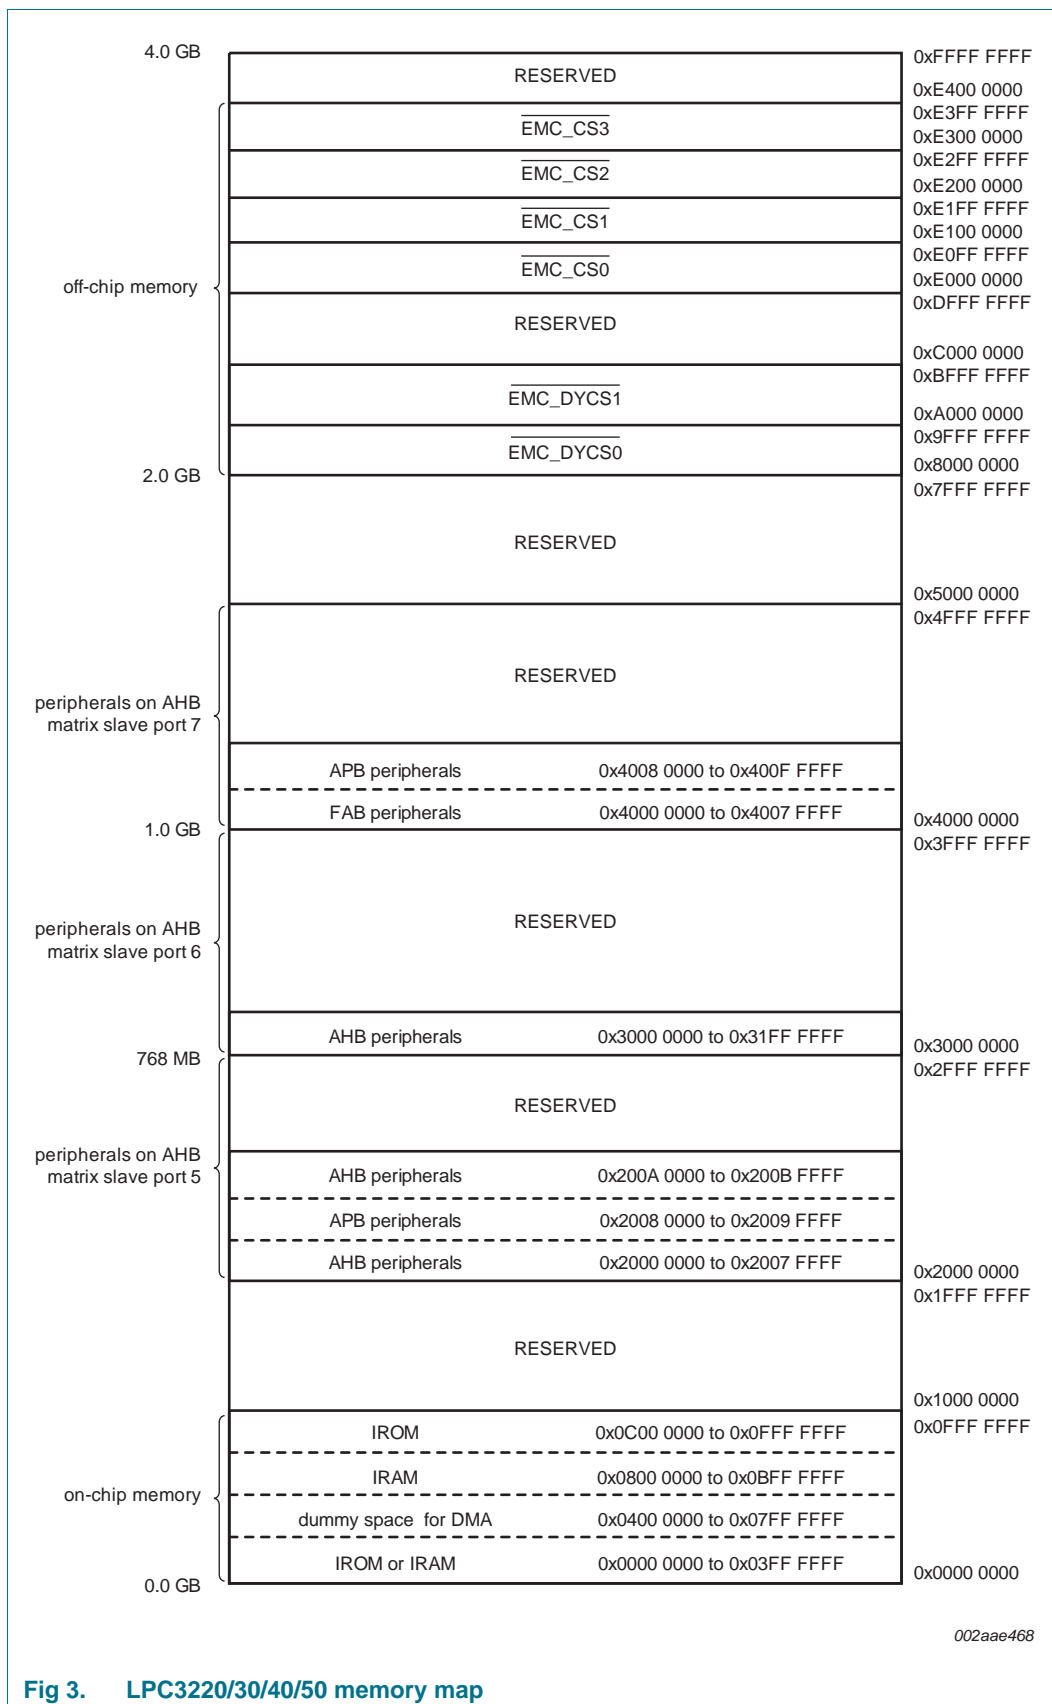 4.0 GB
0xFFFF FFFF
RESERVED
0xE400 0000
0xE3FF FFFF
EMC_CS3
0xE300 0000
0xE2FF FFFF
EMC_CS2
0xE200 0000
0xE1FF FFFF
EMC_CS1
0xE100 0000
0xE0FF FFFF
EMC_CS0
0xE000 0000
off-chip memory
0xDFFF FFFF
RESERVED
0xC000 0000
0xBFFF FFFF
EMC_DYCS1
0xA000 0000
0x9FFF FFFF
EMC_DYCS0
0x8000 0000
2.0 GB
0x7FFF FFFF
RESERVED
0x5000 0000
0x4FFF FFFF
RESERVED
peripherals on AHB
matrix slave port 7
APB peripherals 0x4008 0000 to 0x400F FFFF
FAB peripherals 0x4000 0000 to 0x4007 FFFF
0x4000 0000
1.0 GB
0x3FFF FFFF
RESERVED
peripherals on AHB
matrix slave port 6
AHB peripherals 0x3000 0000 to 0x31FF FFFF
0x3000 0000
768 MB
0x2FFF FFFF
RESERVED
peripherals on AHB
matrix slave port 5
AHB peripherals 0x200A 0000 to 0x200B FFFF
APB peripherals 0x2008 0000 to 0x2009 FFFF
AHB peripherals 0x2000 0000 to 0x2007 FFFF
0x2000 0000
0x1FFF FFFF
RESERVED
0x1000 0000
0x0FFF FFFF
IROM 0x0C00 0000 to 0x0FFF FFFF
IRAM 0x0800 0000 to 0x0BFF FFFF
on-chip memory
dummy space for DMA 0x0400 0000 to 0x07FF FFFF
IROM or IRAM 0x0000 0000 to 0x03FF FFFF
0x0000 0000
0.0 GB
002aae468
Fig 3. LPC3220/30/40/50 memory map